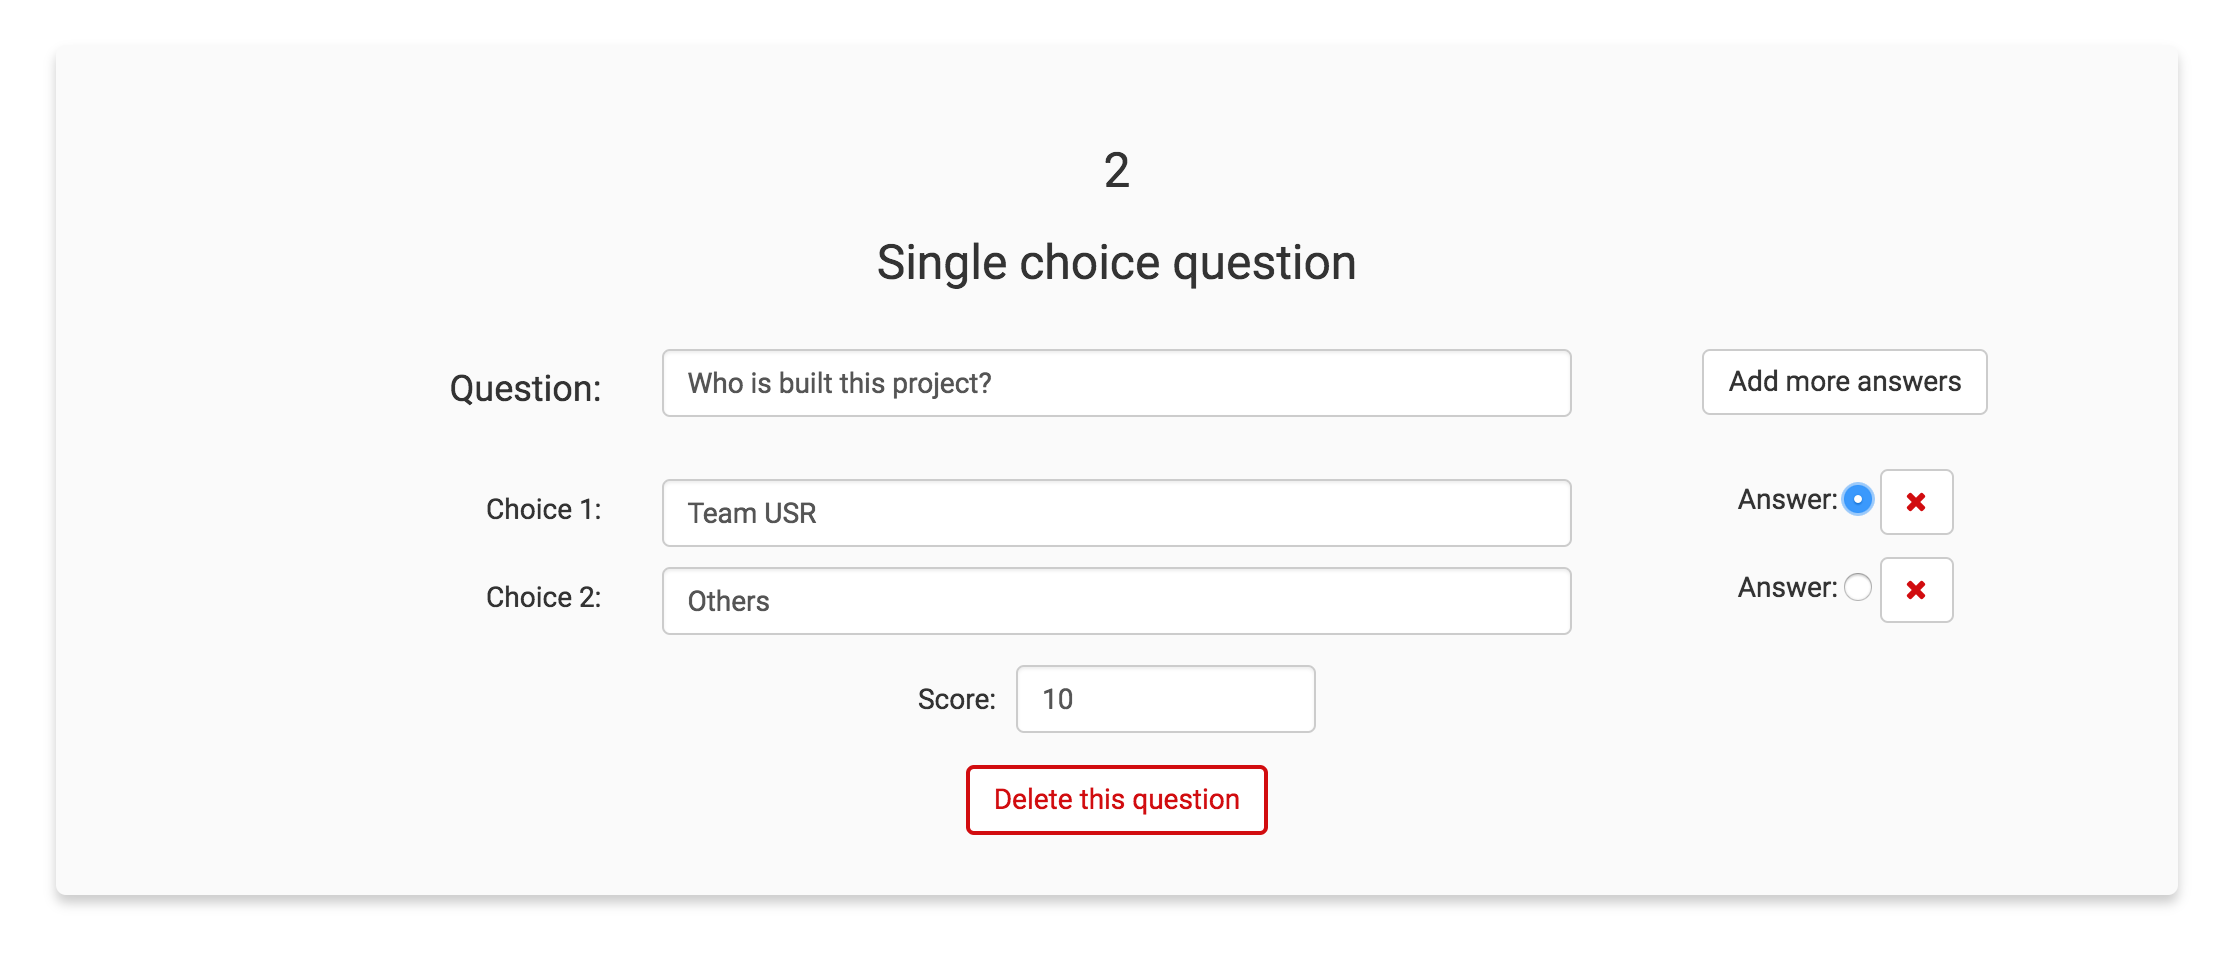 2
Single choice question
Question: Who is built this project? Add more answers
Choice 1: Team USR Answer:
Choice 2: Others Answer:
Score: 10
Delete this question